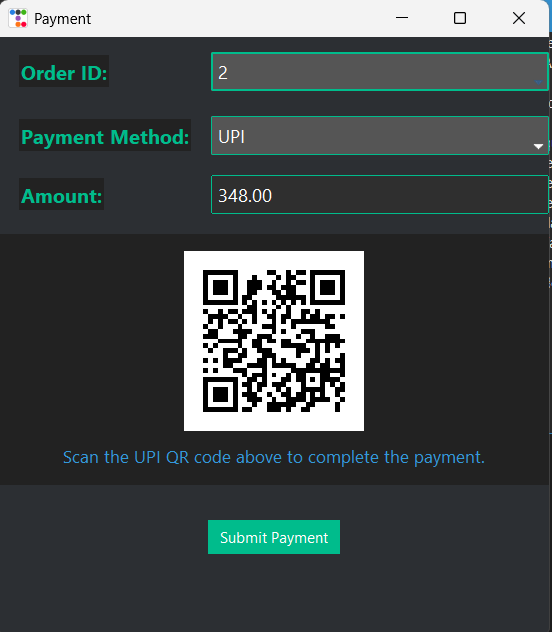 Payment
Order ID: 2
Payment Method: UPI
Amount: 348.00
Scan the UPI QR code above to complete the payment.
Submit Payment